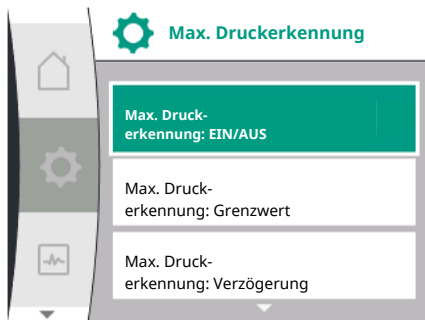 Max. Druckerkennung
Max. Druck-
erkennung: EIN/AUS
Max. Druck-
erkennung: Grenzwert
Max. Druck-
erkennung: Verzögerung